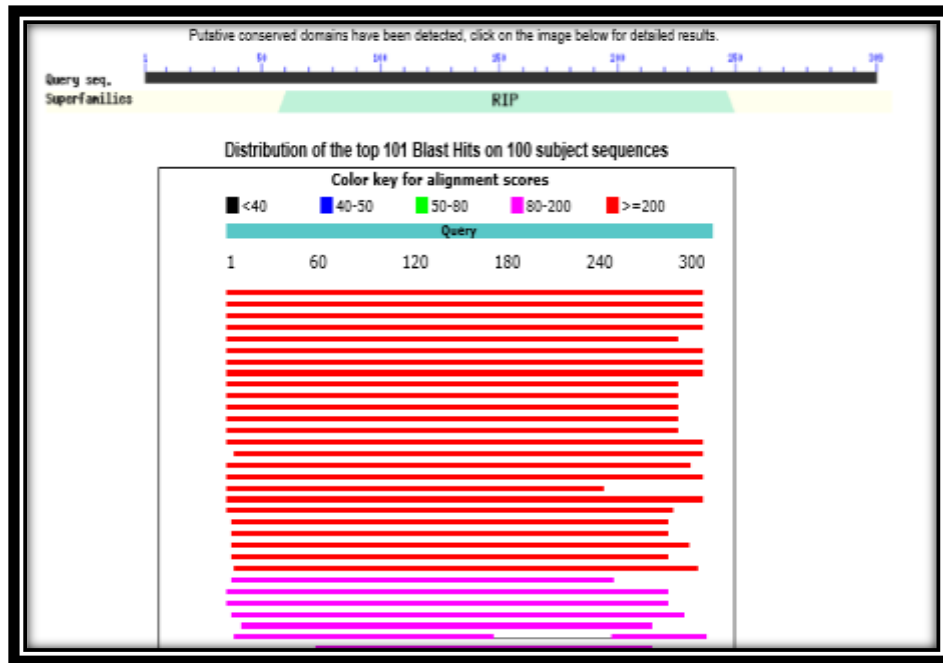 Putative conserved domains have been detected, click on the image below for detailed results.
1 50 100 150 200 250 300
Query seq.
Superfamilies RIP
Distribution of the top 101 Blast Hits on 100 subject sequences
Color key for alignment scores
<40 40-50 50-80 80-200 >=200
Query
1 60 120 180 240 300